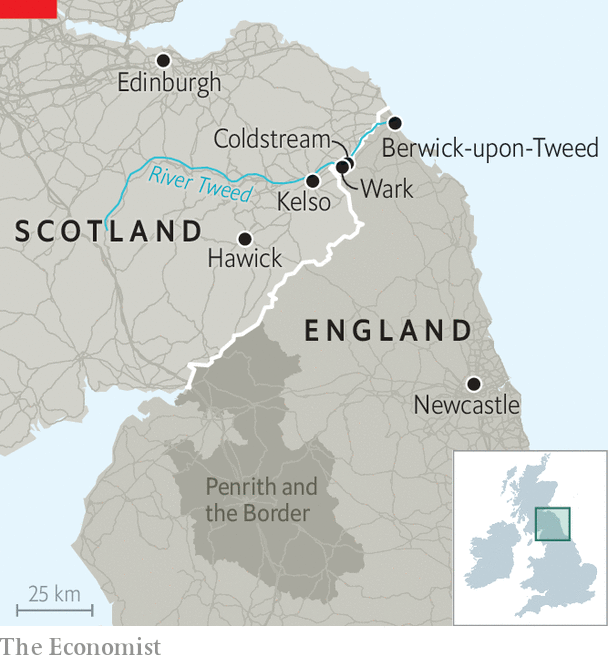 Edinburgh
Coldstream
Berwick-upon-Tweed
River Tweed
Kelso
Wark
SCOTLAND
Hawick
ENGLAND
Newcastle
Penrith and
the Border
25 km
The Economist